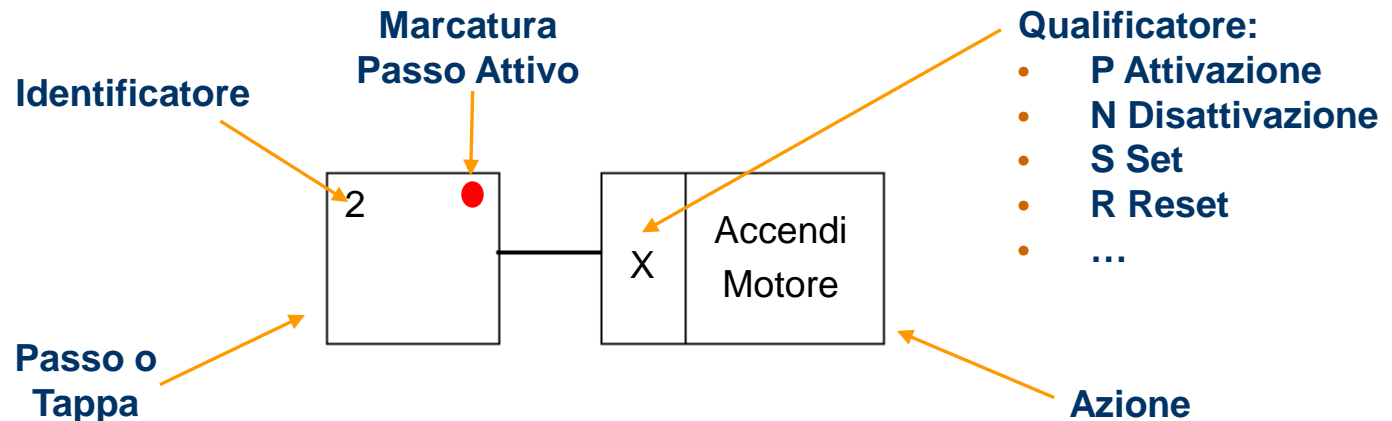 Marcatura
Passo Attivo
Identificatore
Qualificatore:
• P Attivazione
• N Disattivazione
• S Set
• R Reset
• …
2
X
Accendi
Motore
Passo o
Tappa
Azione